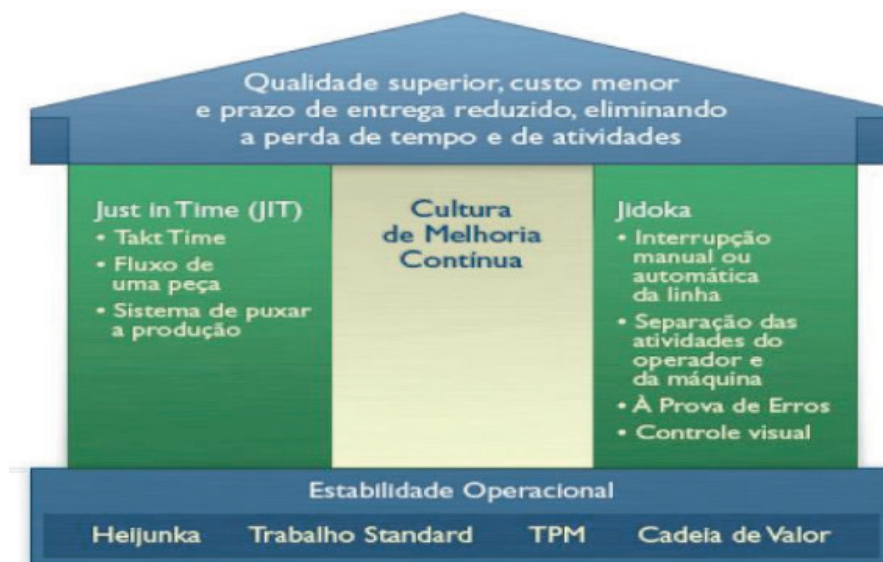 Qualidade superior, custo menor
e prazo de entrega reduzido, eliminando
a perda de tempo e de atividades
Just in Time (JIT)
• Takt Time
• Fluxo de
uma peça
• Sistema de puxar
a produção
Cultura
de Melhoria
Contínua
Jidoka
• Interrupção
manual ou
automática
da linha
• Separação das
atividades do
operador e
da máquina
• À Prova de Erros
• Controle visual
Estabilidade Operacional
Heijunka Trabalho Standard TPM Cadeia de Valor